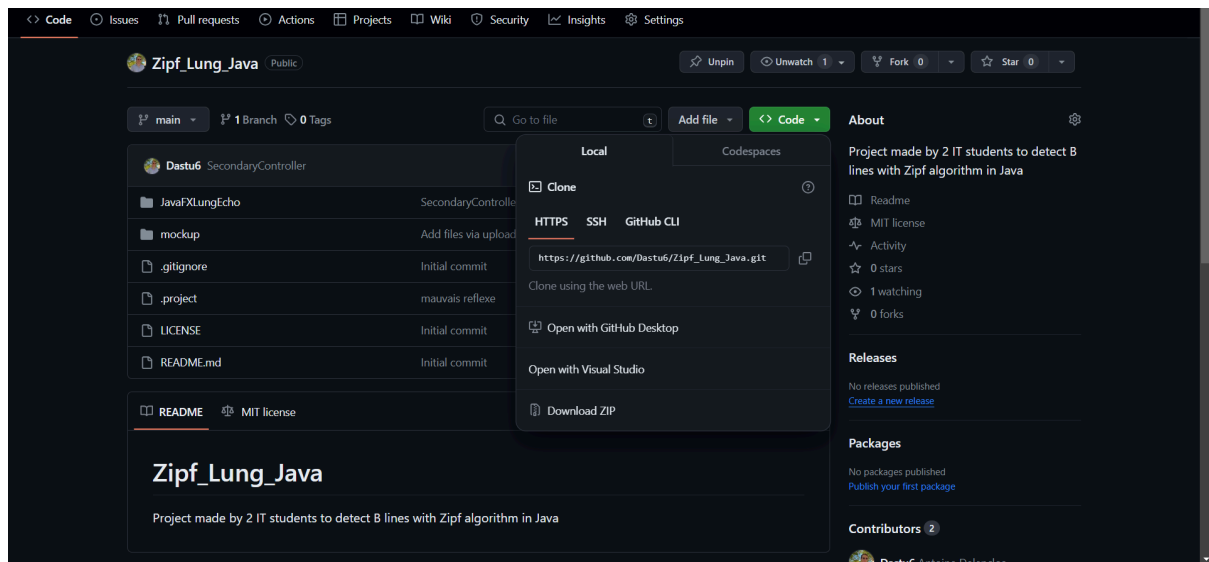 Code Issues Pull requests Actions Projects Wiki Security Insights Settings
Zipf_Lung_Java Public Unpin Unwatch 1 Fork 0 Star 0
main 1 Branch 0 Tags Go to file t Add file Code
Dastu6 SecondaryController
JavaFXLungEcho SecondaryControlle
mockup Add files via upload
.gitignore Initial commit
.project mauvais reflexe
LICENSE Initial commit
README.md Initial commit
Local Codespaces
Clone
HTTPS SSH GitHub CLI
https://github.com/Dastu6/Zipf_Lung_Java.git
Clone using the web URL.
Open with GitHub Desktop
Open with Visual Studio
Download ZIP
README MIT license
Zipf_Lung_Java
Project made by 2 IT students to detect B lines with Zipf algorithm in Java
About
Project made by 2 IT students to detect B
lines with Zipf algorithm in Java
Readme
MIT license
Activity
0 stars
1 watching
0 forks
Releases
No releases published
Create a new release
Packages
No packages published
Publish your first package
Contributors 2
Dastu6